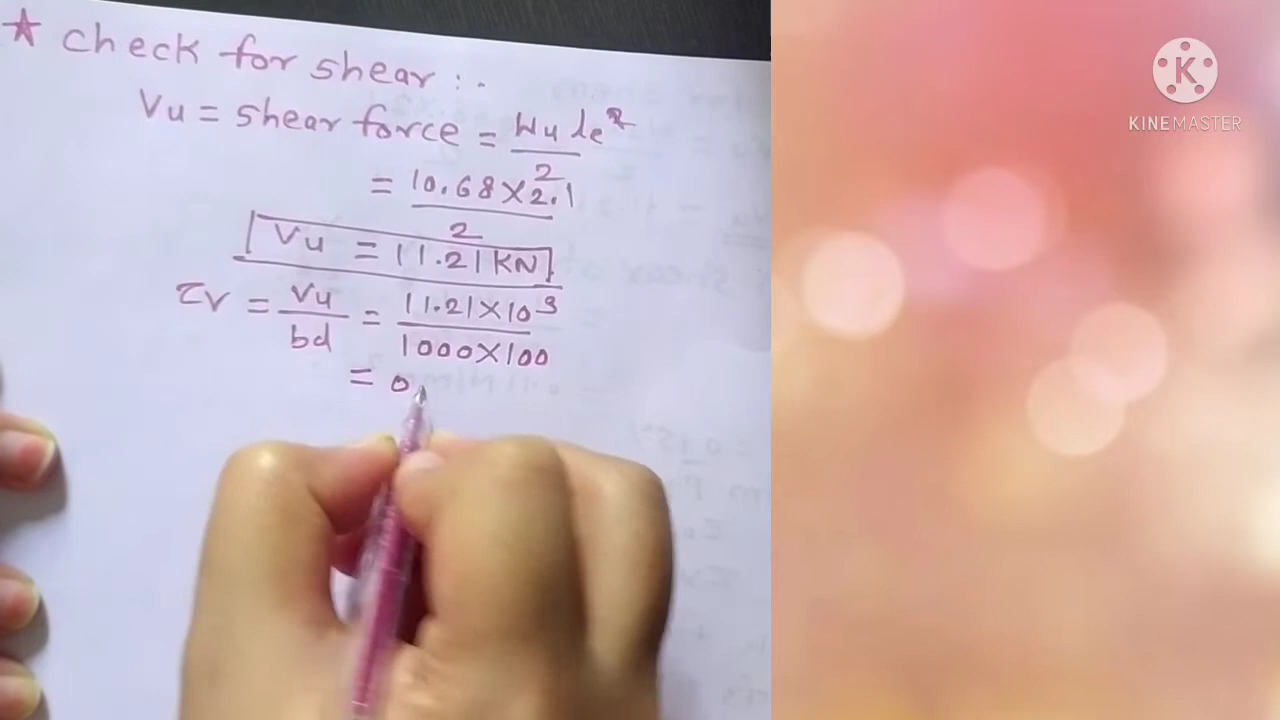 ★ check for shear :-
Vu = shear force = Wu le² / 2
= 10.68 × 2.1 / 2
Vu = 11.21 KN
τv = Vu / bd = 11.21 × 10³ / 1000 × 100
= 0.
K
KINEMASTER